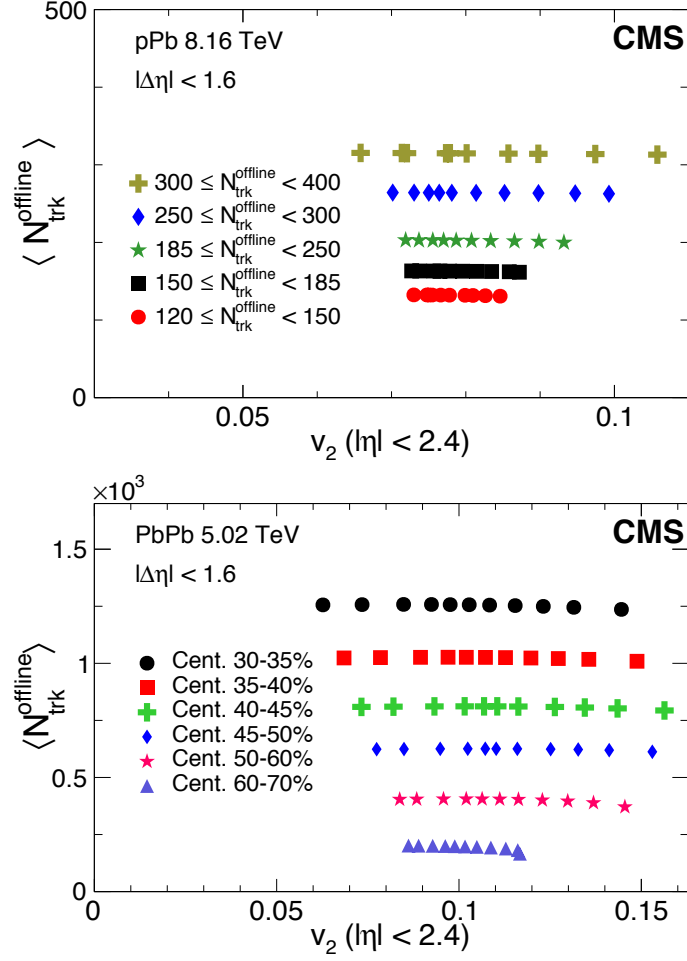 500
pPb 8.16 TeV
CMS
|Δη| < 1.6
300 ≤ N_trk^offline < 400
250 ≤ N_trk^offline < 300
185 ≤ N_trk^offline < 250
150 ≤ N_trk^offline < 185
120 ≤ N_trk^offline < 150
⟨ N_trk^offline ⟩
0
0.05
0.1
v_2 (|η| < 2.4)
×10^3
PbPb 5.02 TeV
CMS
1.5
|Δη| < 1.6
Cent. 30-35%
1
Cent. 35-40%
Cent. 40-45%
Cent. 45-50%
0.5
Cent. 50-60%
Cent. 60-70%
⟨N_trk^offline⟩
0
0
0.05
0.1
0.15
v_2 (|η| < 2.4)